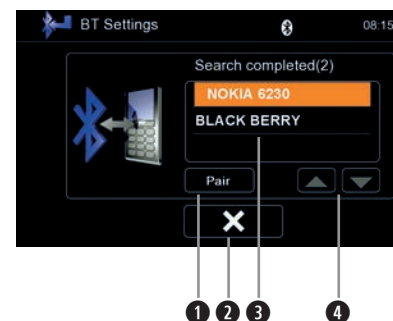 BT Settings 08:15
Search completed(2)
NOKIA 6230
BLACK BERRY
Pair
1 2 3 4